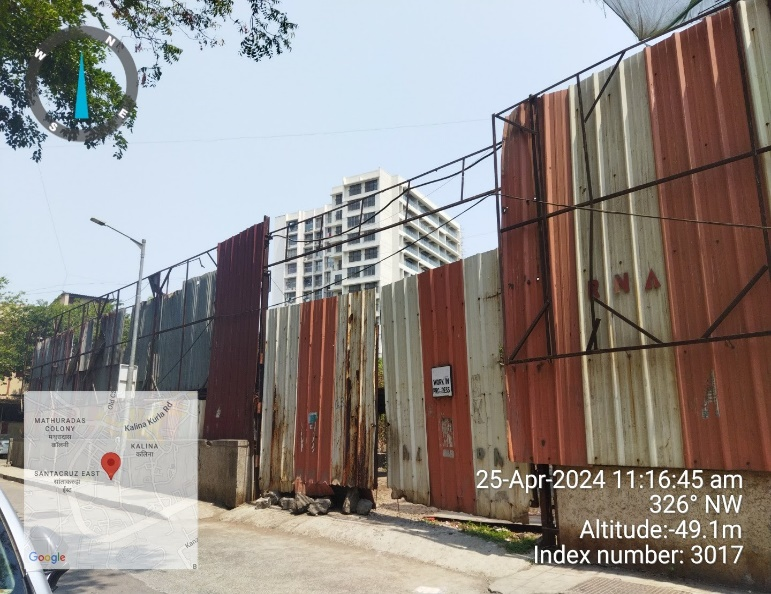 N
W
E
S
RNA
WORK IN
PROGRESS
MATHURADAS
COLONY
मथुरादास
कॉलनी
Kalina Kurla Rd
KALINA
कलिना
SANTACRUZ EAST
सांताक्रूझ
ईस्ट
Google
25-Apr-2024 11:16:45 am
326° NW
Altitude:-49.1m
Index number: 3017